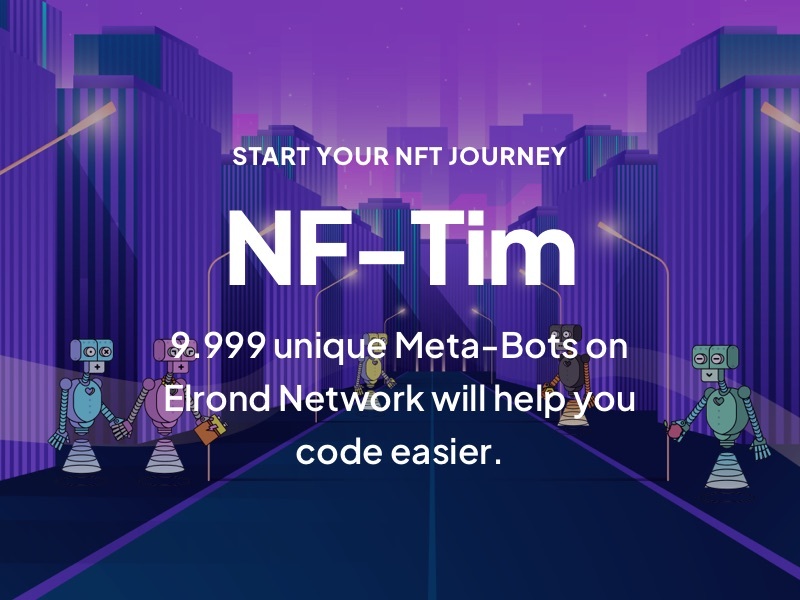 START YOUR NFT JOURNEY
NF-Tim
9.999 unique Meta-Bots on
Elrond Network will help you
code easier.